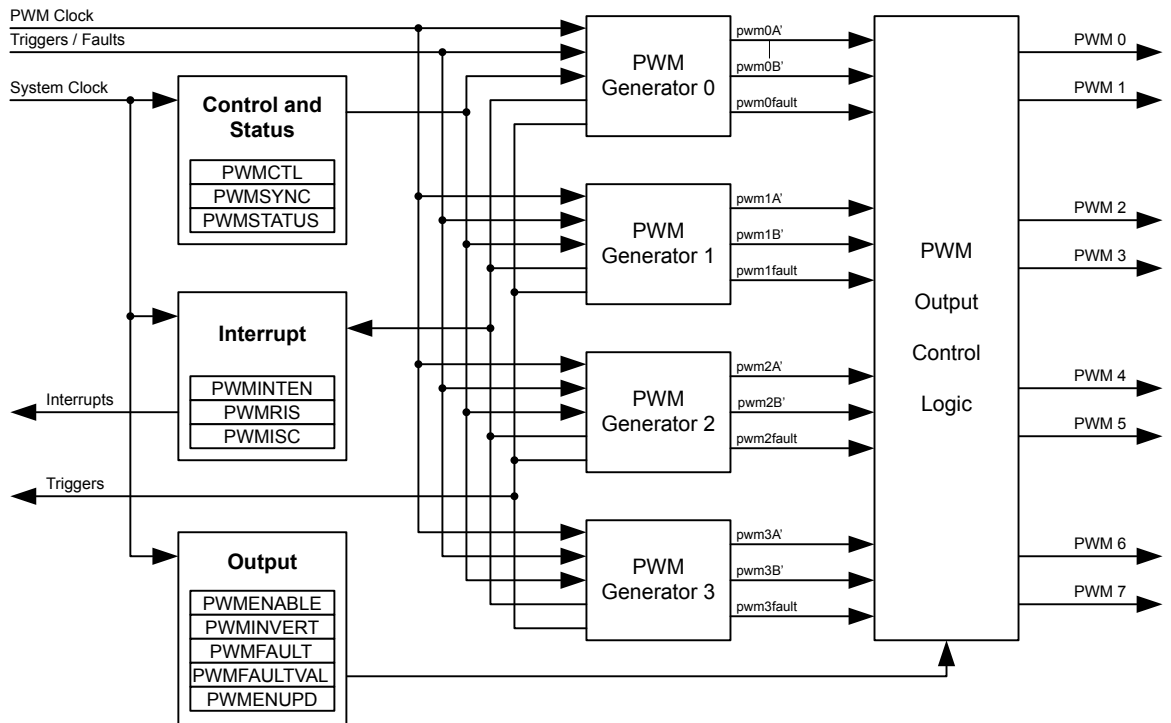 PWM Clock
Triggers / Faults
System Clock
Control and
Status
PWMCTL
PWMSYNC
PWMSTATUS
Interrupt
PWMINTEN
PWMRIS
PWMISC
Interrupts
Triggers
Output
PWMENABLE
PWMINVERT
PWMFAULT
PWMFAULTVAL
PWMENUPD
PWM
Generator 0
pwm0A'
pwm0B'
pwm0fault
PWM
Generator 1
pwm1A'
pwm1B'
pwm1fault
PWM
Generator 2
pwm2A'
pwm2B'
pwm2fault
PWM
Generator 3
pwm3A'
pwm3B'
pwm3fault
PWM
Output
Control
Logic
PWM 0
PWM 1
PWM 2
PWM 3
PWM 4
PWM 5
PWM 6
PWM 7